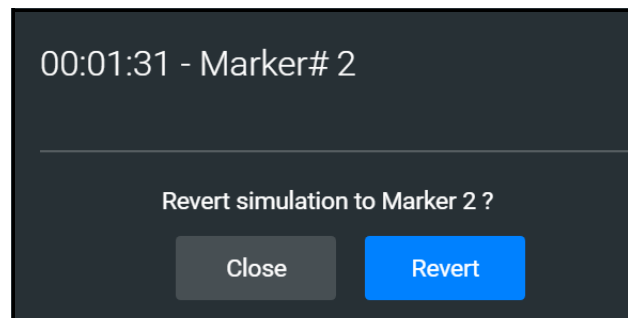 00:01:31 - Marker# 2
Revert simulation to Marker 2 ?
Close
Revert